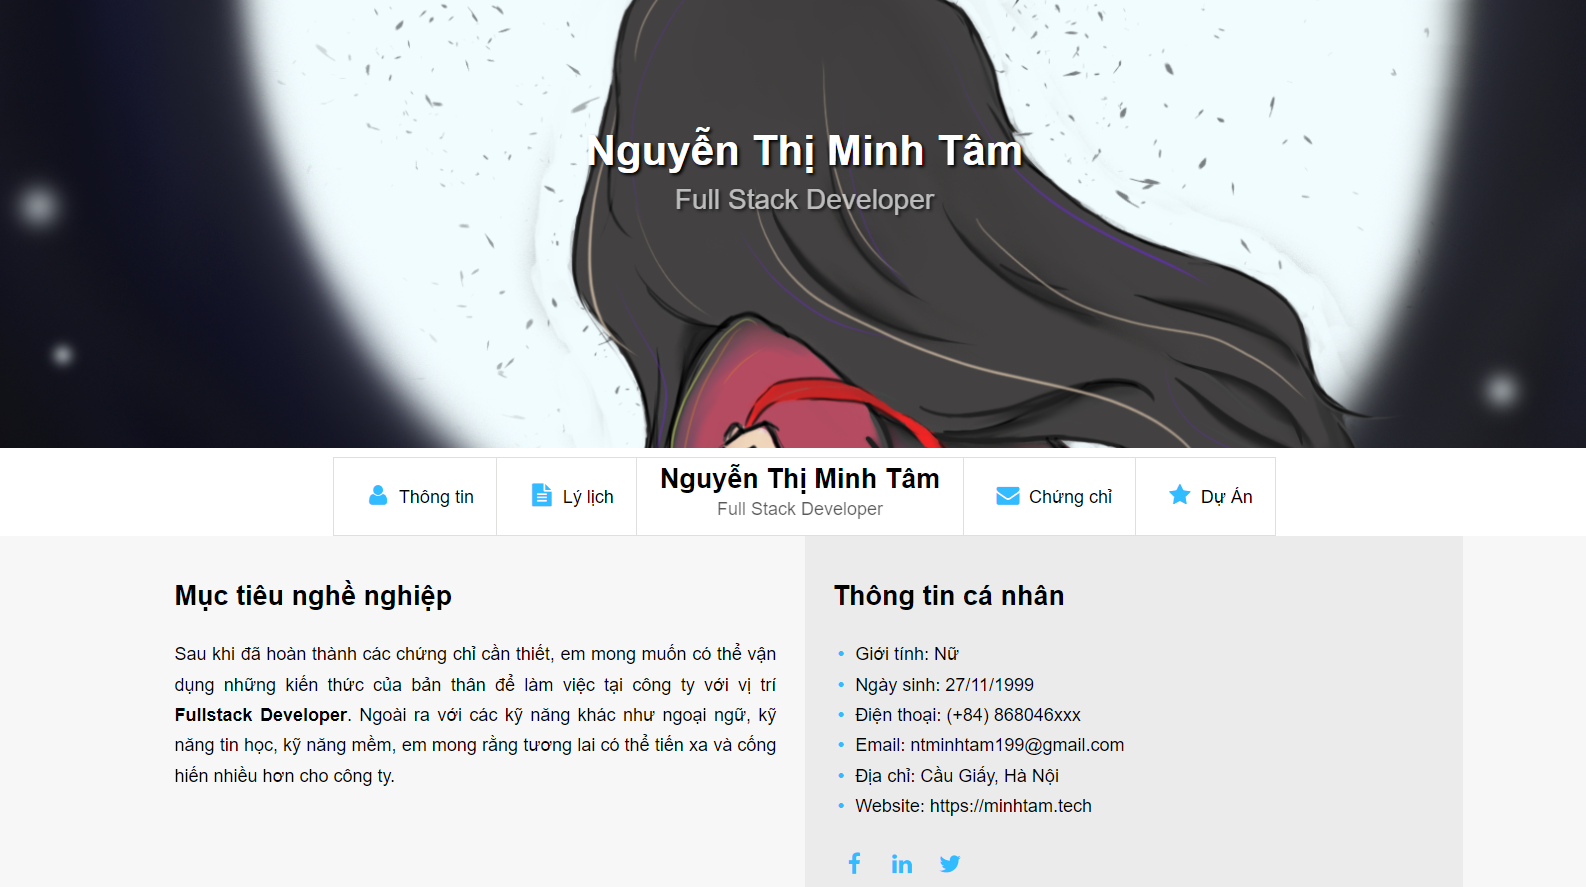 Nguyễn Thị Minh Tâm
Full Stack Developer
Thông tin
Lý lịch
Nguyễn Thị Minh Tâm
Full Stack Developer
Chứng chỉ
Dự Án
Mục tiêu nghề nghiệp
Sau khi đã hoàn thành các chứng chỉ cần thiết, em mong muốn có thể vận
dụng những kiến thức của bản thân để làm việc tại công ty với vị trí
Fullstack Developer. Ngoài ra với các kỹ năng khác như ngoại ngữ, kỹ
năng tin học, kỹ năng mềm, em mong rằng tương lai có thể tiến xa và cống
hiến nhiều hơn cho công ty.
Thông tin cá nhân
Giới tính: Nữ
Ngày sinh: 27/11/1999
Điện thoại: (+84) 868046xxx
Email: ntminhtam199@gmail.com
Địa chỉ: Cầu Giấy, Hà Nội
Website: https://minhtam.tech